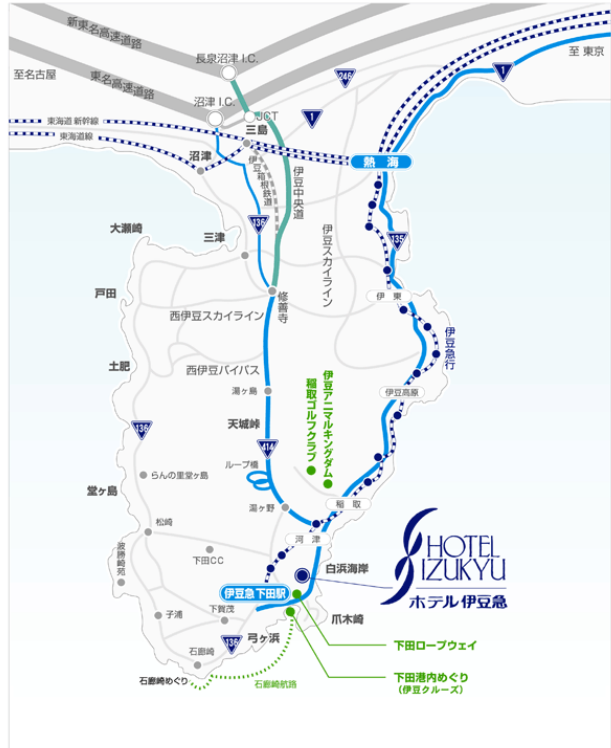 新東名高速道路
長泉沼津 I.C.
246
1
至 東京
至名古屋
東名高速道路
沼津 I.C.
JCT
1
東海道 新幹線
東海道線
三島
沼津
熱海
伊豆箱根鉄道
伊豆中央道
136
135
大瀬崎
三津
伊豆スカイライン
戸田
修善寺
伊東
西伊豆スカイライン
伊豆急行
土肥
西伊豆バイパス
湯ヶ島
伊豆高原
伊豆アニマルキングダム
稲取ゴルフクラブ
天城峠
136
414
ループ橋
らんの里堂ヶ島
堂ヶ島
稲取
湯ヶ野
松崎
河津
HOTEL
IZUKYU
ホテル伊豆急
下田CC
白浜海岸
波勝崎苑
伊豆急下田駅
子浦
下賀茂
爪木崎
136
弓ヶ浜
下田ロープウェイ
石廊崎
下田港内めぐり
(伊豆クルーズ)
石廊崎めぐり
石廊崎航路